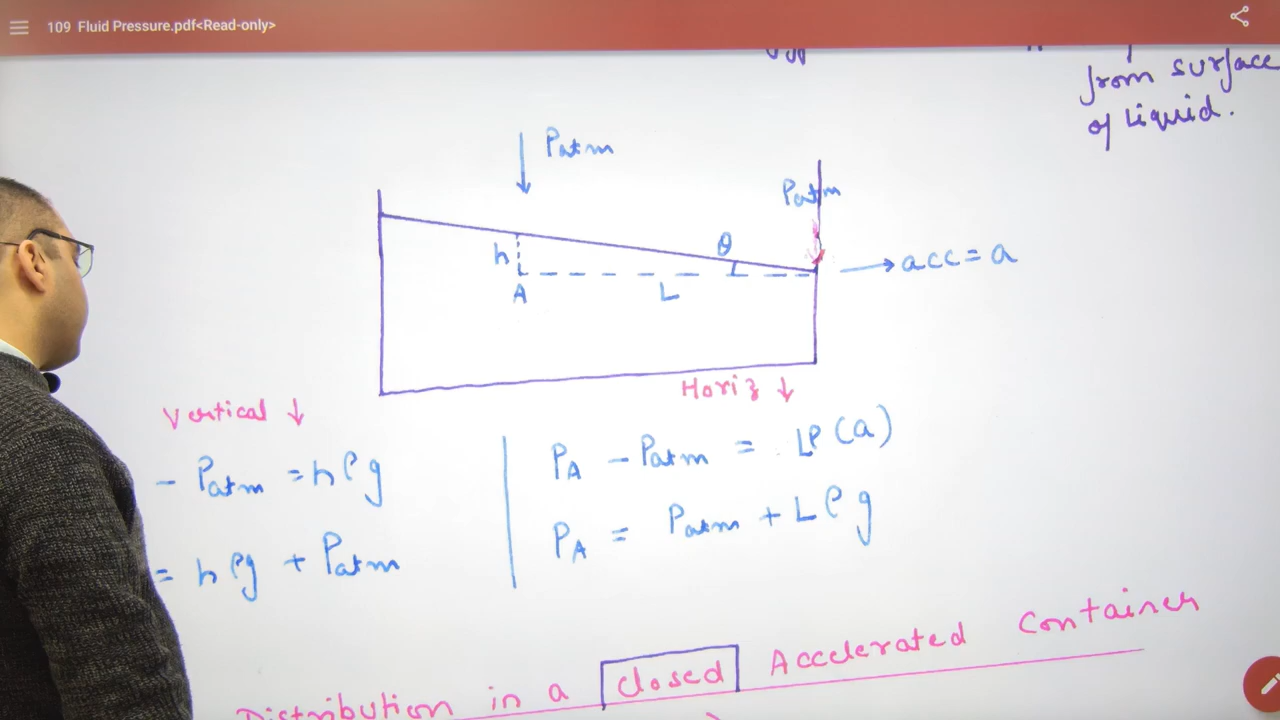 109 Fluid Pressure.pdf<Read-only>
from surface
of liquid.
Patm
Patm
h
θ
acc = a
A
L
Horiz ↓
Vertical ↓
- Patm = hρg
PA - Patm = Lρ(a)
= hρg + Patm
PA = Patm + Lρg
Distribution in a closed Accelerated Container